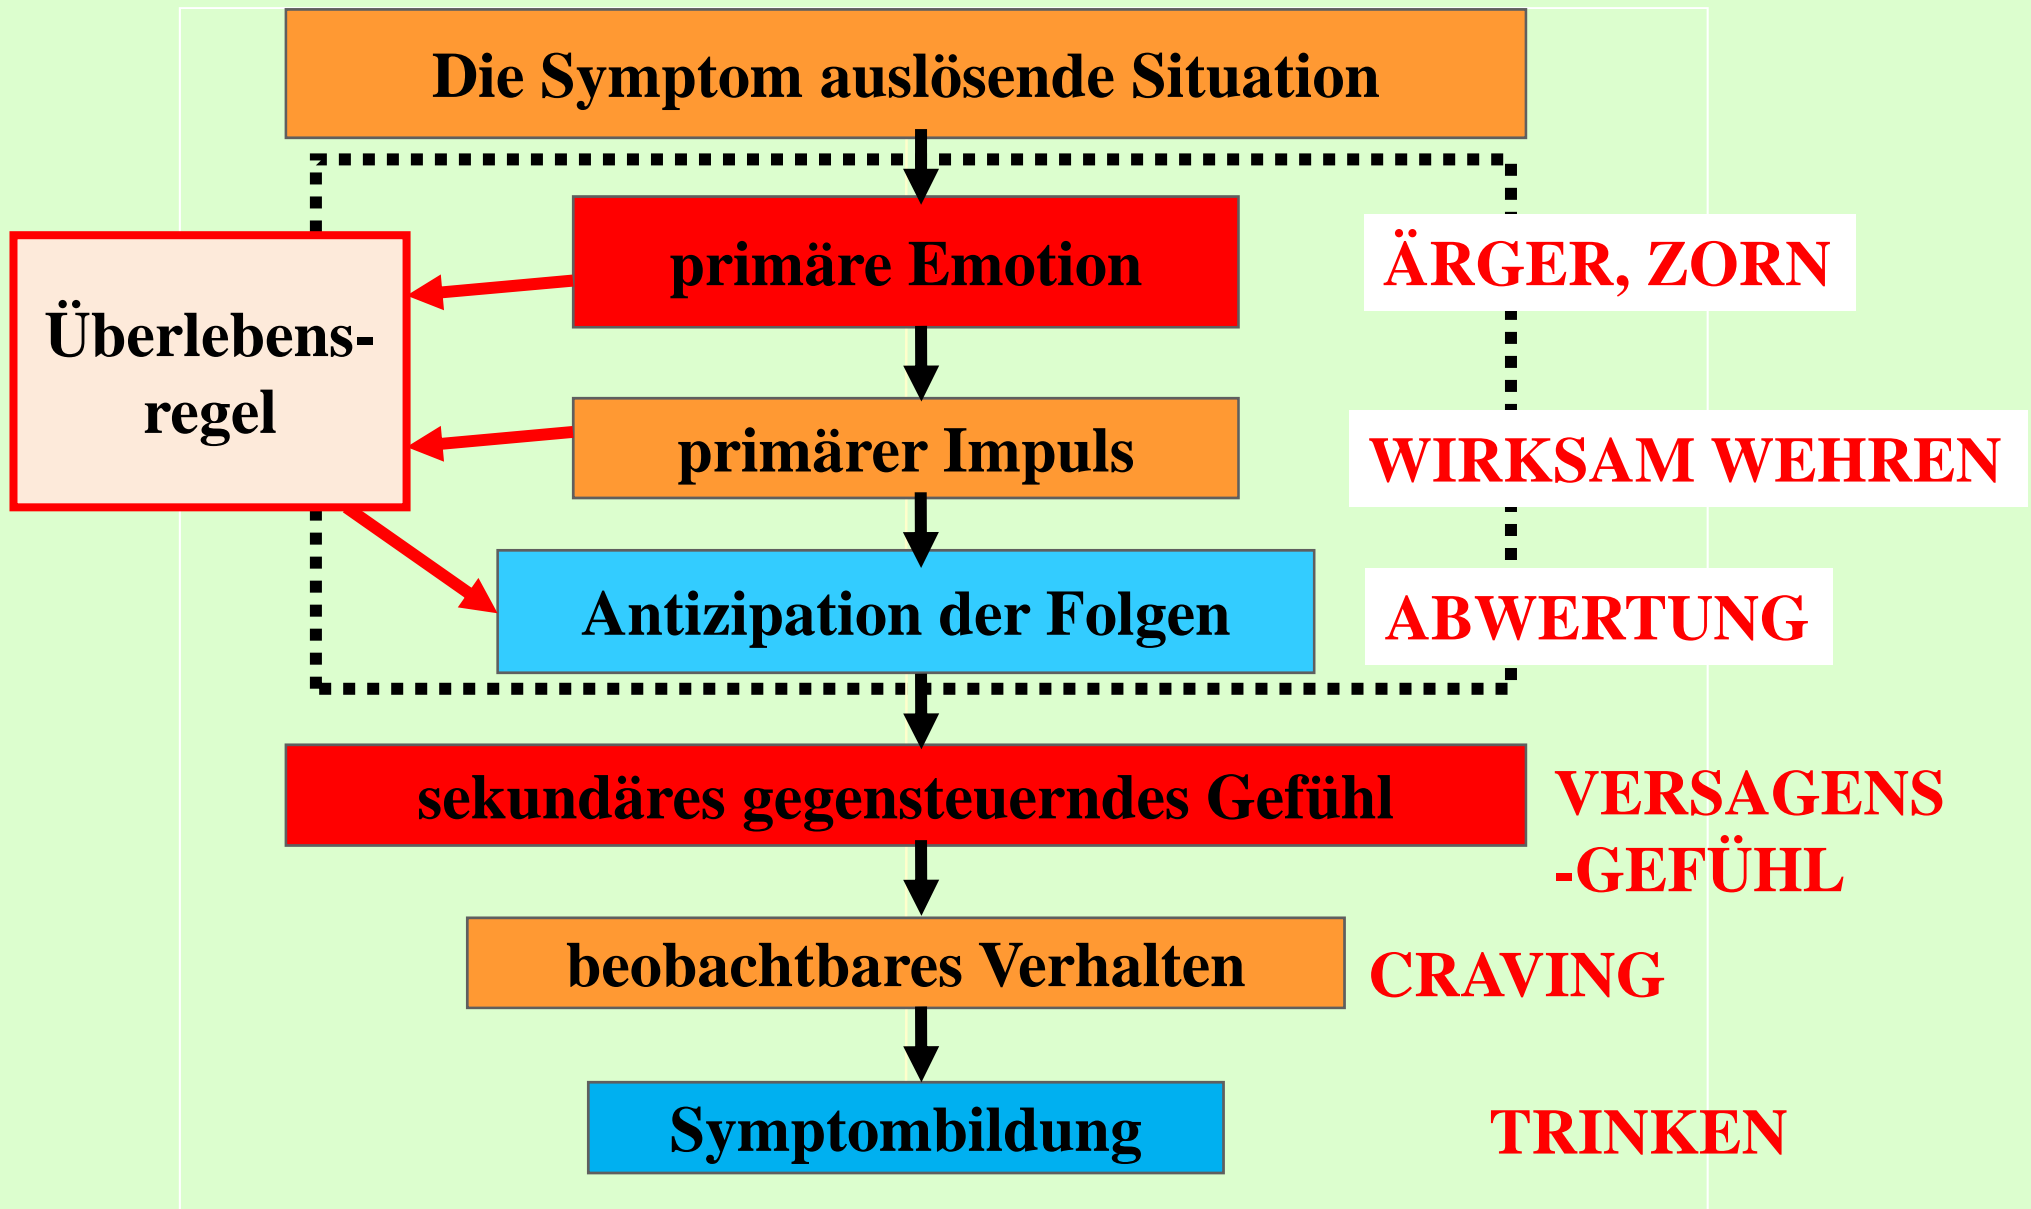 Die Symptom auslösende Situation
primäre Emotion
ÄRGER, ZORN
Überlebens-
regel
primärer Impuls
WIRKSAM WEHREN
Antizipation der Folgen
ABWERTUNG
sekundäres gegensteuerndes Gefühl
VERSAGENS
-GEFÜHL
beobachtbares Verhalten
CRAVING
Symptombildung
TRINKEN